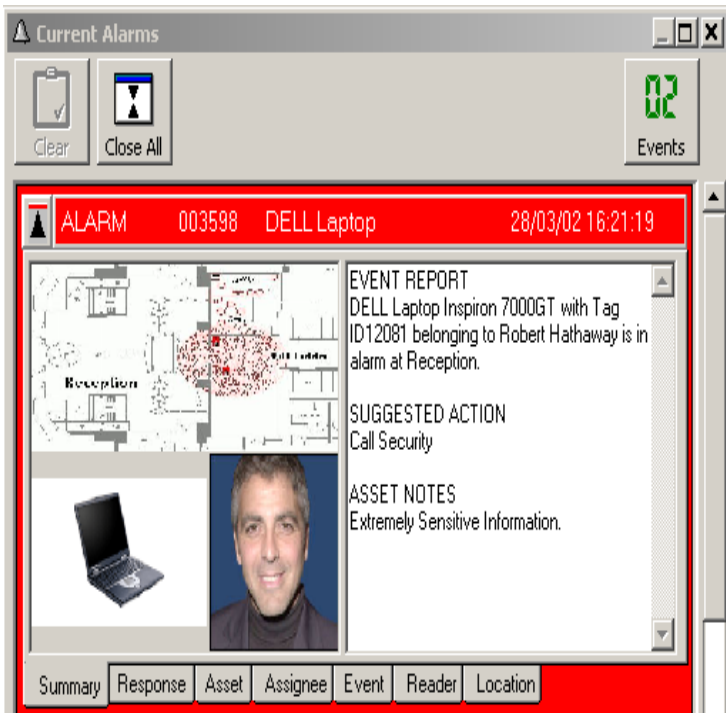 Current Alarms
Clear
Close All
02
Events
ALARM 003598 DELL Laptop 28/03/02 16:21:19
Reception
EVENT REPORT
DELL Laptop Inspiron 7000GT with Tag
ID12081 belonging to Robert Hathaway is in
alarm at Reception.
SUGGESTED ACTION
Call Security
ASSET NOTES
Extremely Sensitive Information.
Summary Response Asset Assignee Event Reader Location